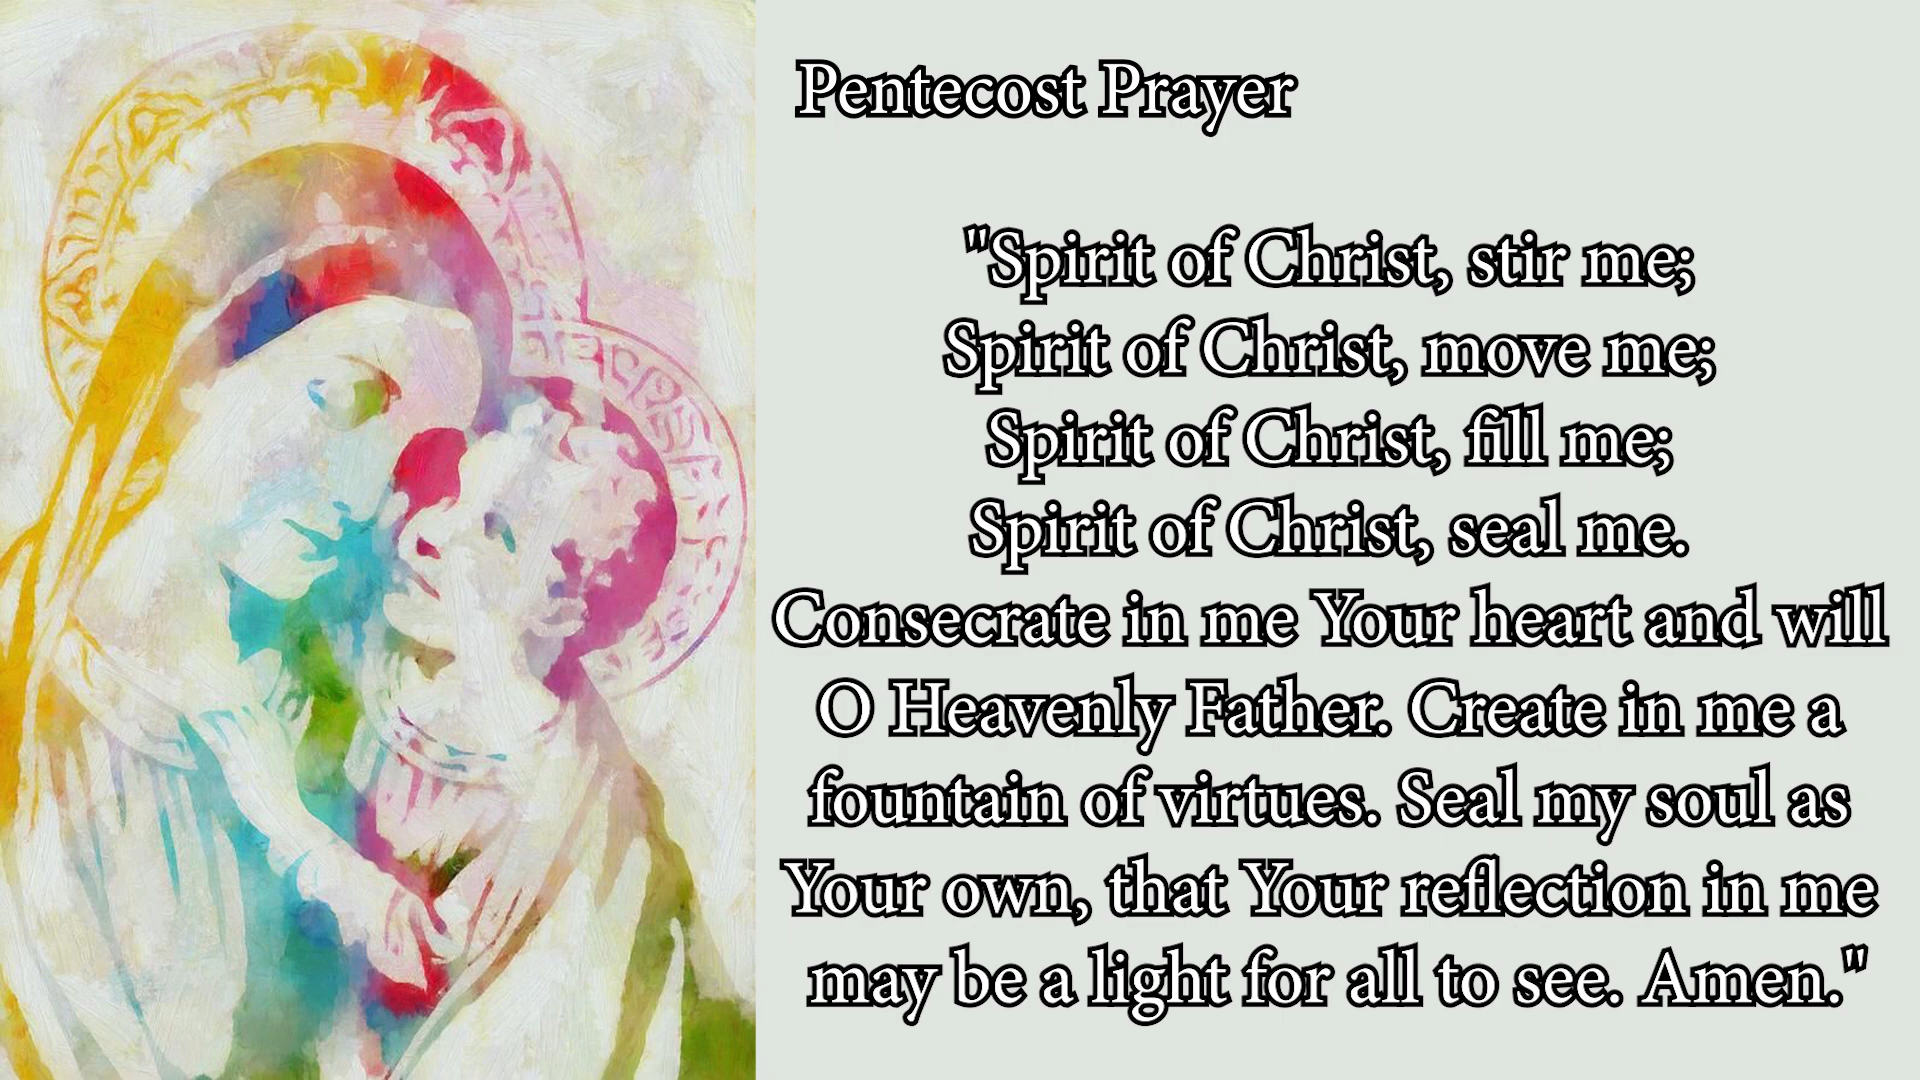 Pentecost Prayer
"Spirit of Christ, stir me;
Spirit of Christ, move me;
Spirit of Christ, fill me;
Spirit of Christ, seal me.
Consecrate in me Your heart and will
O Heavenly Father. Create in me a
fountain of virtues. Seal my soul as
Your own, that Your reflection in me
may be a light for all to see. Amen."